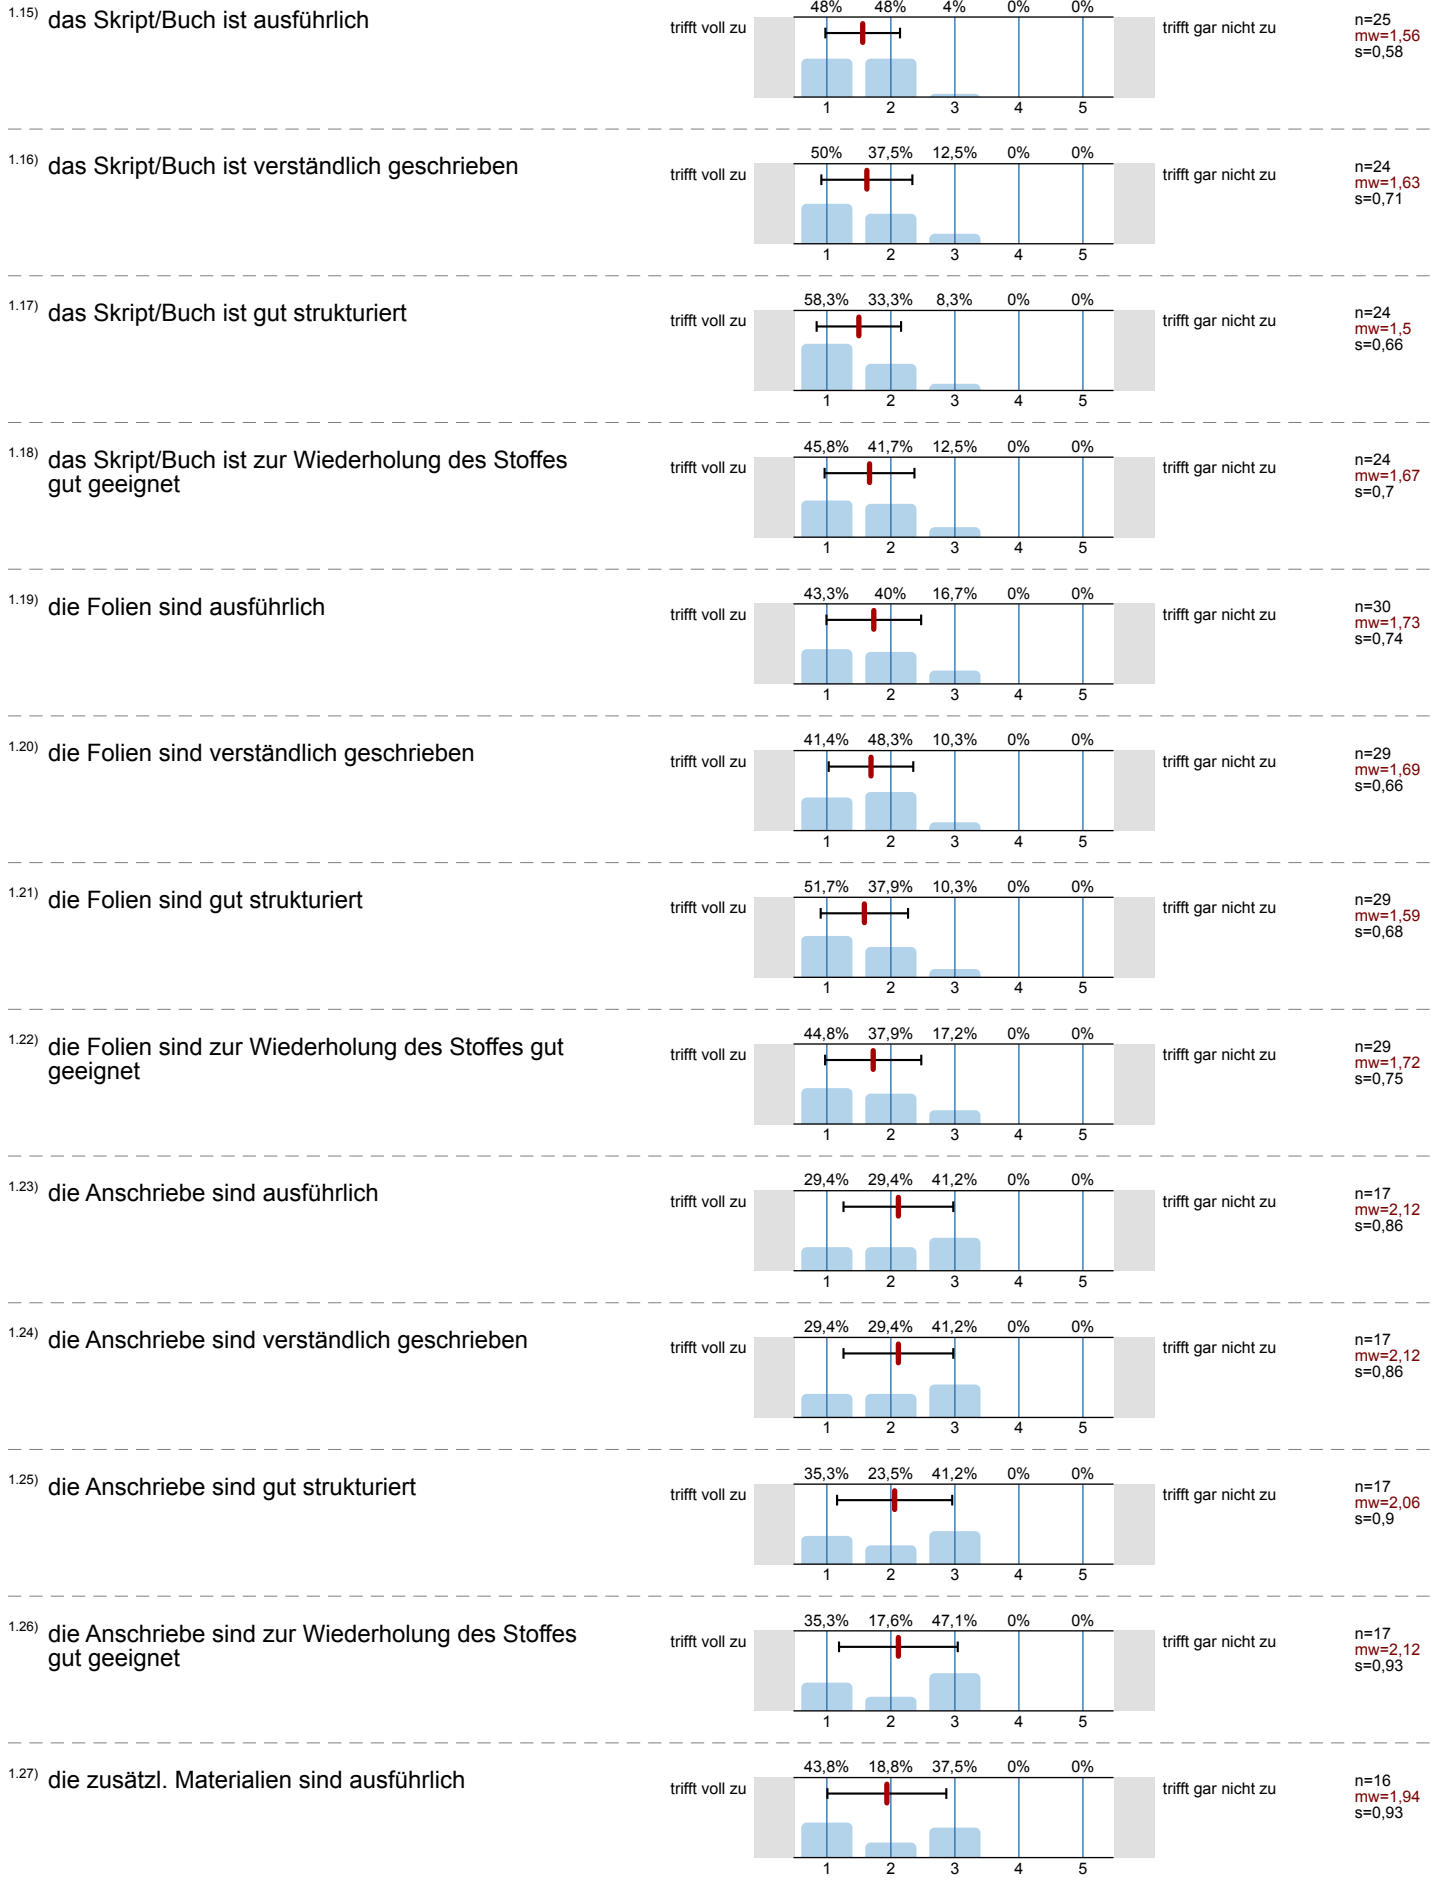 1.15) das Skript/Buch ist ausführlich
48% 48% 4% 0% 0%
trifft voll zu trifft gar nicht zu
n=25
mw=1,56
s=0,58
1 2 3 4 5
1.16) das Skript/Buch ist verständlich geschrieben
50% 37,5% 12,5% 0% 0%
trifft voll zu trifft gar nicht zu
n=24
mw=1,63
s=0,71
1 2 3 4 5
1.17) das Skript/Buch ist gut strukturiert
58,3% 33,3% 8,3% 0% 0%
trifft voll zu trifft gar nicht zu
n=24
mw=1,5
s=0,66
1 2 3 4 5
1.18) das Skript/Buch ist zur Wiederholung des Stoffes
gut geeignet
45,8% 41,7% 12,5% 0% 0%
trifft voll zu trifft gar nicht zu
n=24
mw=1,67
s=0,7
1 2 3 4 5
1.19) die Folien sind ausführlich
43,3% 40% 16,7% 0% 0%
trifft voll zu trifft gar nicht zu
n=30
mw=1,73
s=0,74
1 2 3 4 5
1.20) die Folien sind verständlich geschrieben
41,4% 48,3% 10,3% 0% 0%
trifft voll zu trifft gar nicht zu
n=29
mw=1,69
s=0,66
1 2 3 4 5
1.21) die Folien sind gut strukturiert
51,7% 37,9% 10,3% 0% 0%
trifft voll zu trifft gar nicht zu
n=29
mw=1,59
s=0,68
1 2 3 4 5
1.22) die Folien sind zur Wiederholung des Stoffes gut
geeignet
44,8% 37,9% 17,2% 0% 0%
trifft voll zu trifft gar nicht zu
n=29
mw=1,72
s=0,75
1 2 3 4 5
1.23) die Anschriebe sind ausführlich
29,4% 29,4% 41,2% 0% 0%
trifft voll zu trifft gar nicht zu
n=17
mw=2,12
s=0,86
1 2 3 4 5
1.24) die Anschriebe sind verständlich geschrieben
29,4% 29,4% 41,2% 0% 0%
trifft voll zu trifft gar nicht zu
n=17
mw=2,12
s=0,86
1 2 3 4 5
1.25) die Anschriebe sind gut strukturiert
35,3% 23,5% 41,2% 0% 0%
trifft voll zu trifft gar nicht zu
n=17
mw=2,06
s=0,9
1 2 3 4 5
1.26) die Anschriebe sind zur Wiederholung des Stoffes
gut geeignet
35,3% 17,6% 47,1% 0% 0%
trifft voll zu trifft gar nicht zu
n=17
mw=2,12
s=0,93
1 2 3 4 5
1.27) die zusätzl. Materialien sind ausführlich
43,8% 18,8% 37,5% 0% 0%
trifft voll zu trifft gar nicht zu
n=16
mw=1,94
s=0,93
1 2 3 4 5